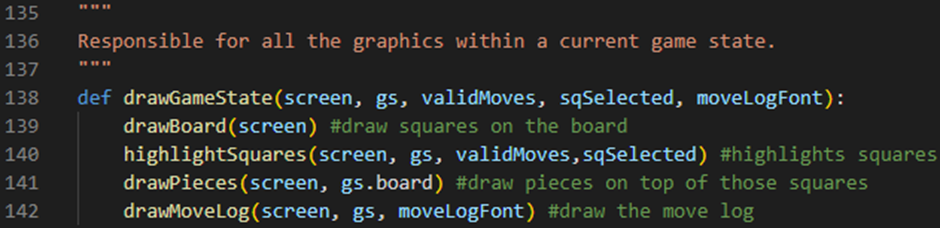 135 """
136 Responsible for all the graphics within a current game state.
137 """
138 def drawGameState(screen, gs, validMoves, sqSelected, moveLogFont):
139 drawBoard(screen) #draw squares on the board
140 highlightSquares(screen, gs, validMoves,sqSelected) #highlights squares
141 drawPieces(screen, gs.board) #draw pieces on top of those squares
142 drawMoveLog(screen, gs, moveLogFont) #draw the move log